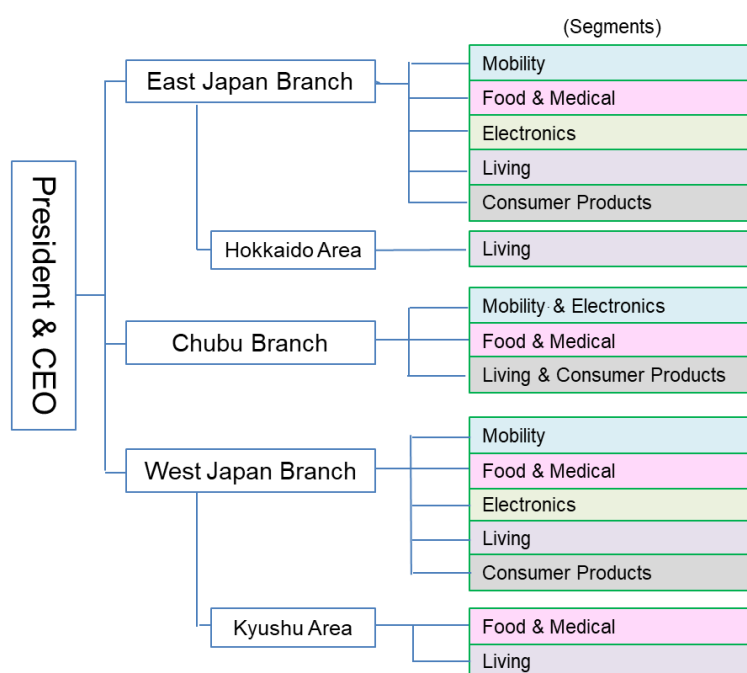 (Segments)
President & CEO
East Japan Branch
Mobility
Food & Medical
Electronics
Living
Consumer Products
Hokkaido Area
Living
Chubu Branch
Mobility & Electronics
Food & Medical
Living & Consumer Products
West Japan Branch
Mobility
Food & Medical
Electronics
Living
Consumer Products
Kyushu Area
Food & Medical
Living